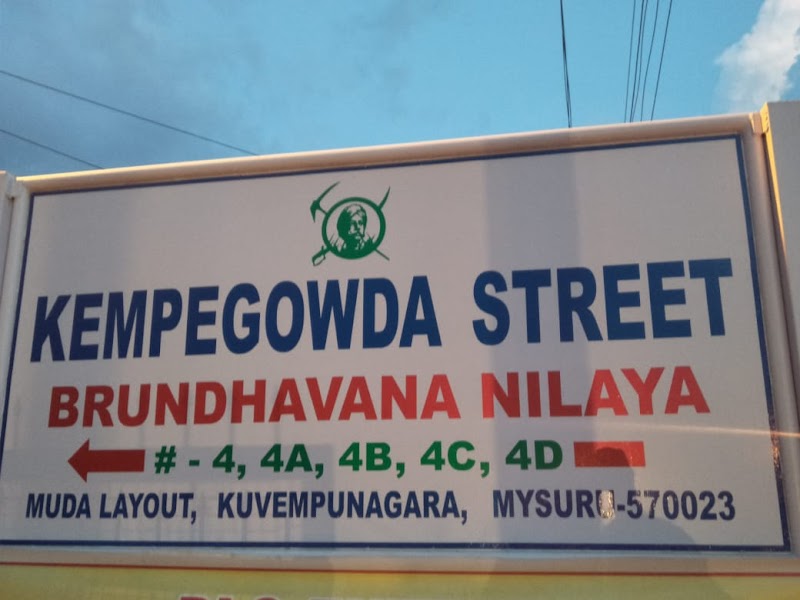 KEMPEGOWDA STREET
BRUNDHAVANA NILAYA
# - 4, 4A, 4B, 4C, 4D
MUDA LAYOUT, KUVEMPUNAGARA, MYSURU-570023